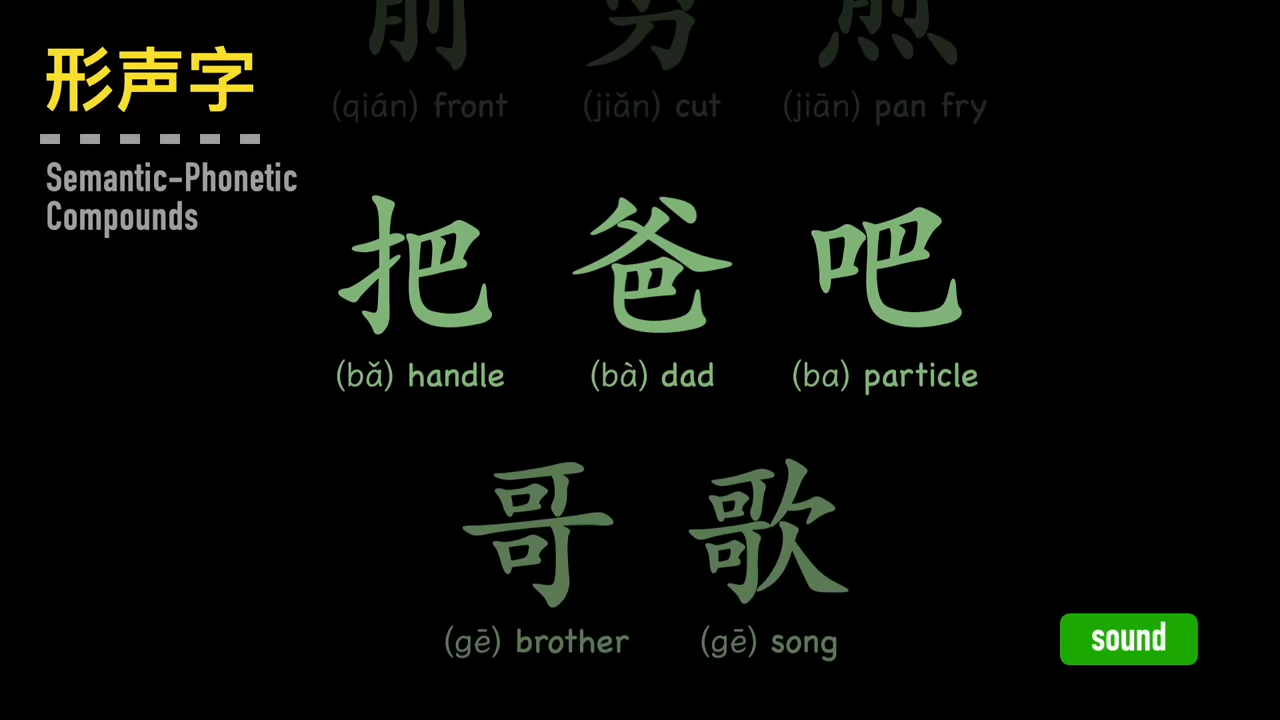 形声字
Semantic-Phonetic
Compounds
前 剪 煎
(qián) front (jiǎn) cut (jiān) pan fry
把 爸 吧
(bǎ) handle (bà) dad (ba) particle
哥 歌
(gē) brother (gē) song
sound